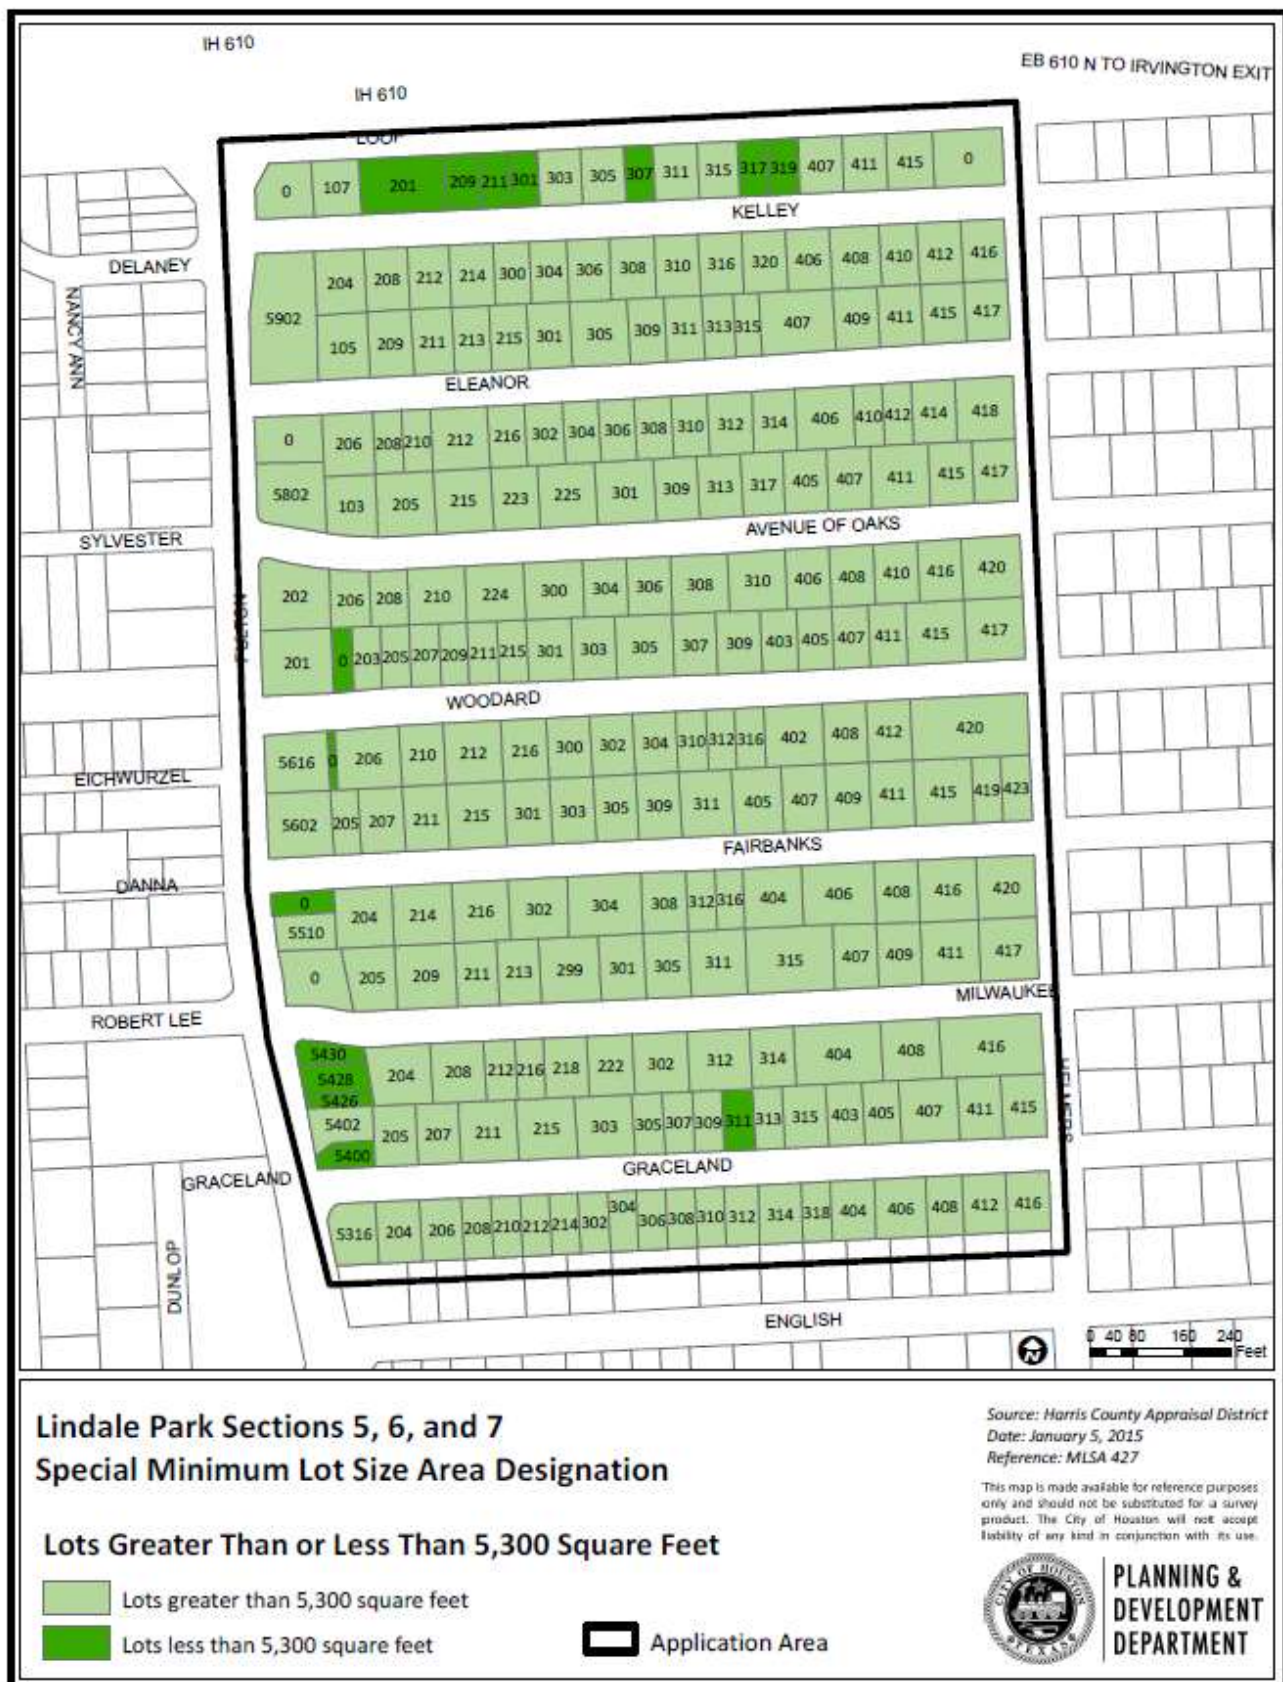 IH 610
EB 610 N TO IRVINGTON EXIT
IH 610
LOOP
0 107 201 209 211 301 303 305 307 311 315 317 319 407 411 415 0
KELLEY
DELANEY
NANCY ANN
5902
204 208 212 214 300 304 306 308 310 316 320 406 408 410 412 416
105 209 211 213 215 301 305 309 311 313 315 407 409 411 415 417
ELEANOR
0 206 208 210 212 216 302 304 306 308 310 312 314 406 410 412 414 418
5802 103 205 215 223 225 301 309 313 317 405 407 411 415 417
SYLVESTER
AVENUE OF OAKS
FULTON
202 206 208 210 224 300 304 306 308 310 406 408 410 416 420
201 0 203 205 207 209 211 215 301 303 305 307 309 403 405 407 411 415 417
WOODARD
5616 0 206 210 212 216 300 302 304 310 312 316 402 408 412 420
EICHWURZEL
5602 205 207 211 215 301 303 305 309 311 405 407 409 411 415 419 423
FAIRBANKS
DANNA
0
5510 204 214 216 302 304 308 312 316 404 406 408 416 420
0 205 209 211 213 299 301 305 311 315 407 409 411 417
MILWAUKEE
ROBERT LEE
5430
5428
5426
204 208 212 216 218 222 302 312 314 404 408 416
5402
5400
205 207 211 215 303 305 307 309 311 313 315 403 405 407 411 415
GRACELAND
GRACELAND
5316 204 206 208 210 212 214 302 304 306 308 310 312 314 318 404 406 408 412 416
DUNLOP
ENGLISH
N
0 40 80 160 240
Feet
Lindale Park Sections 5, 6, and 7
Special Minimum Lot Size Area Designation
Lots Greater Than or Less Than 5,300 Square Feet
Lots greater than 5,300 square feet
Lots less than 5,300 square feet
Application Area
Source: Harris County Appraisal District
Date: January 5, 2015
Reference: MLSA 427
This map is made available for reference purposes
only and should not be substituted for a survey
product. The City of Houston will not accept
liability of any kind in conjunction with its use.
CITY OF HOUSTON
TEXAS
PLANNING &
DEVELOPMENT
DEPARTMENT